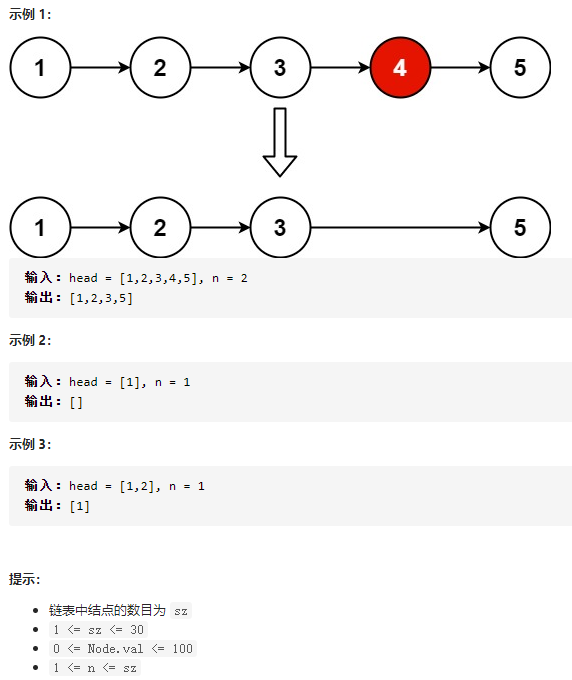 示例 1：
1 2 3 4 5
1 2 3 5
输入：head = [1,2,3,4,5], n = 2
输出：[1,2,3,5]
示例 2：
输入：head = [1], n = 1
输出：[]
示例 3：
输入：head = [1,2], n = 1
输出：[1]
提示：
链表中结点的数目为 sz
1 <= sz <= 30
0 <= Node.val <= 100
1 <= n <= sz